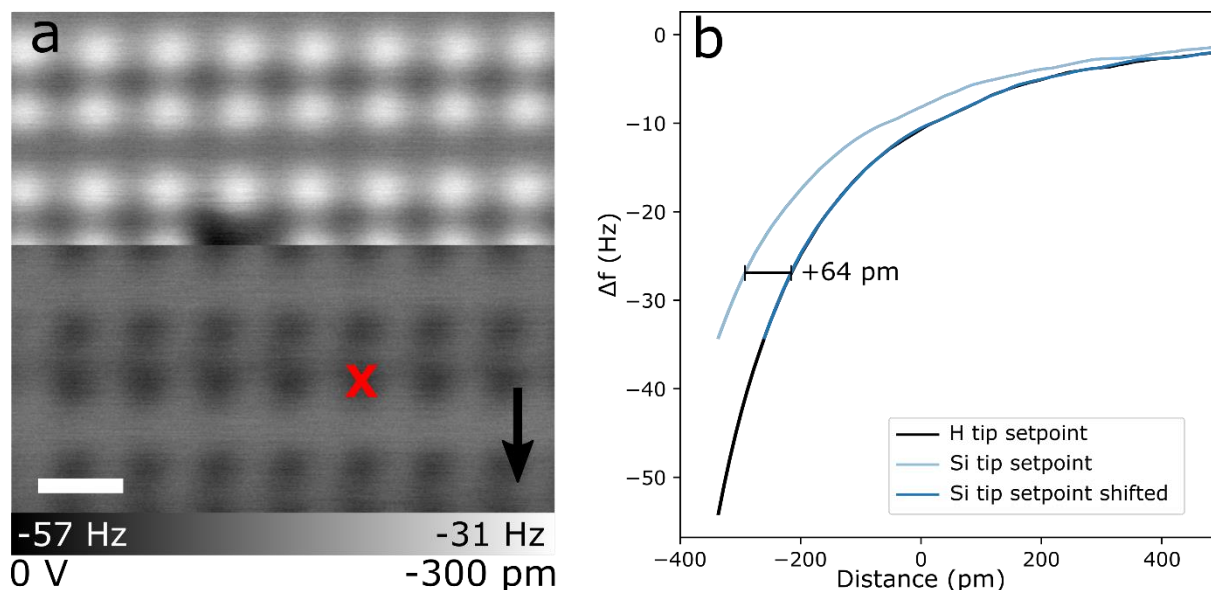 a
X
-57 Hz
-31 Hz
0 V
-300 pm
b
0
−10
−20
−30
−40
−50
Δf (Hz)
+64 pm
H tip setpoint
Si tip setpoint
Si tip setpoint shifted
−400
−200
0
200
400
Distance (pm)